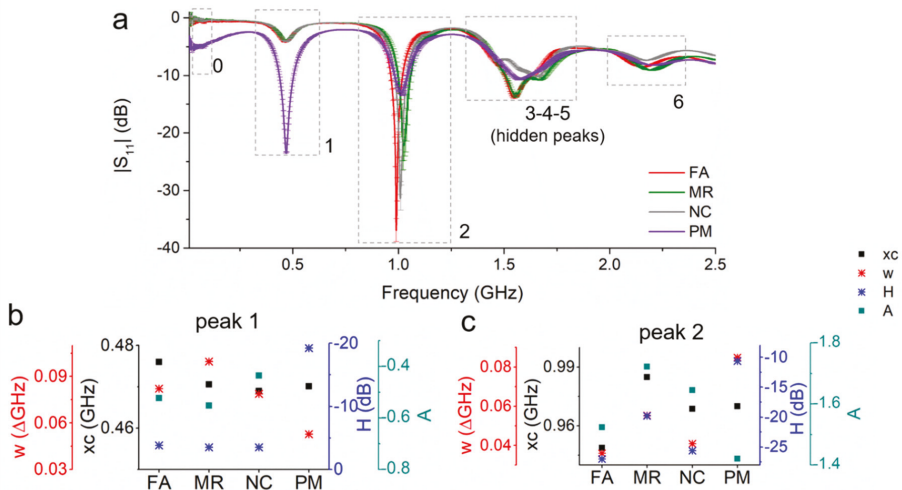 a
0
-10
-20
-30
-40
|S11| (dB)
0
1
2
3-4-5
(hidden peaks)
6
FA
MR
NC
PM
0.5
1.0
1.5
2.0
2.5
Frequency (GHz)
xc
w
H
A
b
peak 1
w (ΔGHz)
0.09
0.06
0.03
xc (GHz)
0.48
0.46
H (dB)
-20
-10
0
A
0.4
0.6
0.8
FA MR NC PM
c
peak 2
w (ΔGHz)
0.08
0.06
0.04
xc (GHz)
0.99
0.96
H (dB)
-10
-15
-20
-25
A
1.8
1.6
1.4
FA MR NC PM